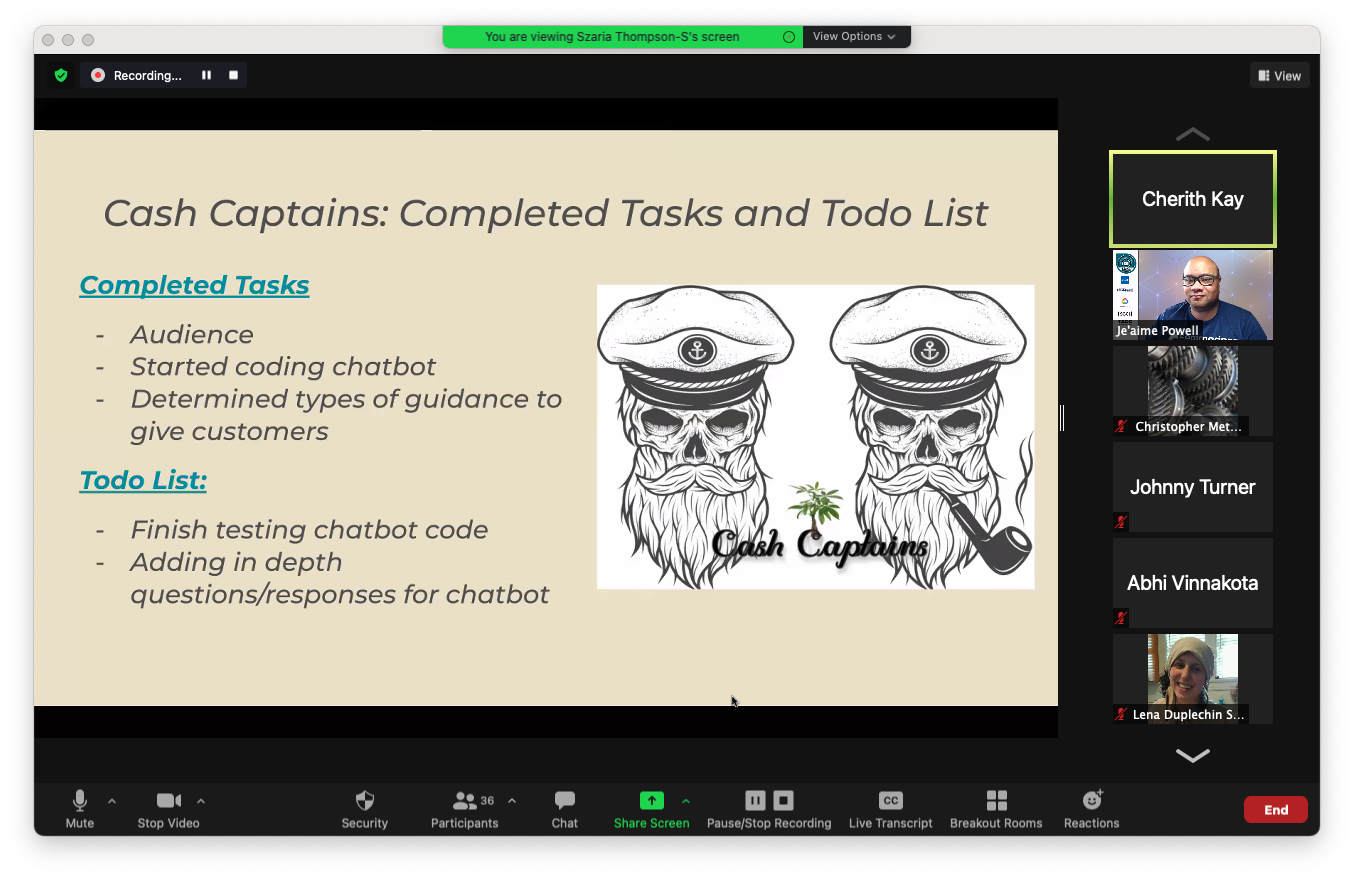 You are viewing Szaria Thompson-S's screen
View Options
Recording...
View
Cash Captains: Completed Tasks and Todo List
Completed Tasks
- Audience
- Started coding chatbot
- Determined types of guidance to
give customers
Todo List:
- Finish testing chatbot code
- Adding in depth
questions/responses for chatbot
Cash Captains
Cherith Kay
Je'aime Powell
Christopher Met...
Johnny Turner
Abhi Vinnakota
Lena Duplechin S...
Mute
Stop Video
Security
36
Participants
Chat
Share Screen
Pause/Stop Recording
CC
Live Transcript
Breakout Rooms
Reactions
End